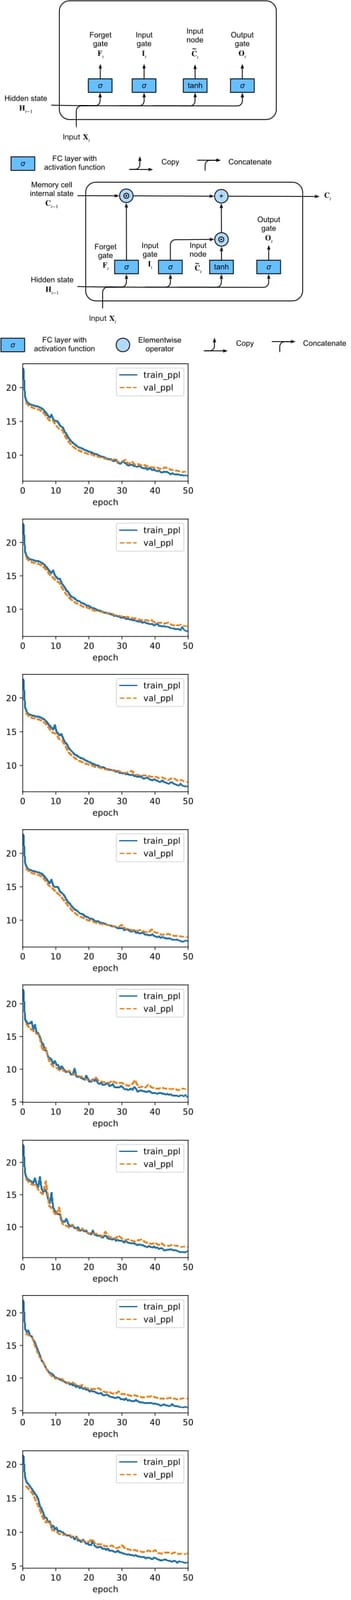 Forget gate F_t
Input gate I_t
Input node C̃_t
Output gate O_t
σ σ tanh σ
Hidden state H_{t−1}
Input X_t
σ FC layer with activation function Copy Concatenate
Memory cell internal state C_{t−1}
C_t
Output gate O_t
Forget gate F_t
Input gate I_t
Input node C̃_t
σ σ tanh σ
Hidden state H_{t−1}
Input X_t
σ FC layer with activation function Elementwise operator Copy Concatenate
train_ppl
val_ppl
20
15
10
0 10 20 30 40 50
epoch
train_ppl
val_ppl
20
15
10
0 10 20 30 40 50
epoch
train_ppl
val_ppl
20
15
10
0 10 20 30 40 50
epoch
train_ppl
val_ppl
20
15
10
0 10 20 30 40 50
epoch
train_ppl
val_ppl
20
15
10
5
0 10 20 30 40 50
epoch
train_ppl
val_ppl
20
15
10
0 10 20 30 40 50
epoch
train_ppl
val_ppl
20
15
10
5
0 10 20 30 40 50
epoch
train_ppl
val_ppl
20
15
10
5
0 10 20 30 40 50
epoch